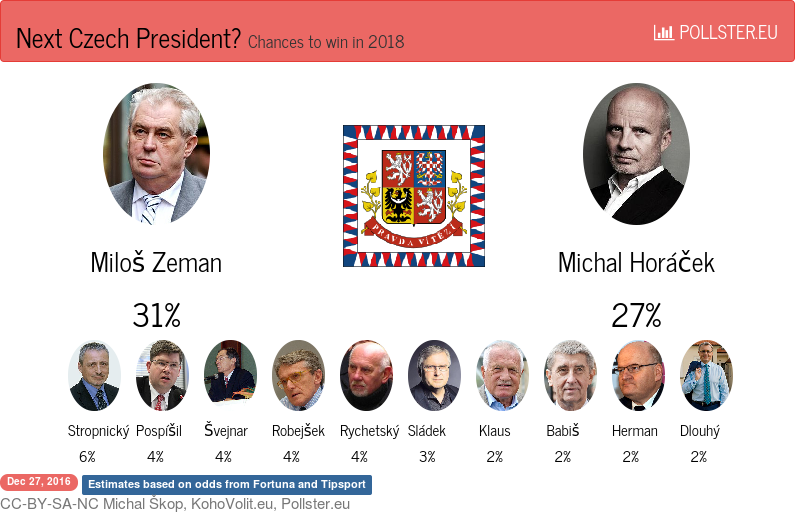 Next Czech President? Chances to win in 2018
POLLSTER.EU
PRAVDA VÍTĚZÍ
Miloš Zeman
Michal Horáček
31%
27%
Stropnický Pospíšil Švejnar Robejšek Rychetský Sládek Klaus Babiš Herman Dlouhý
6% 4% 4% 4% 4% 3% 2% 2% 2% 2%
Dec 27, 2016 Estimates based on odds from Fortuna and Tipsport
CC-BY-SA-NC Michal Škop, KohoVolit.eu, Pollster.eu